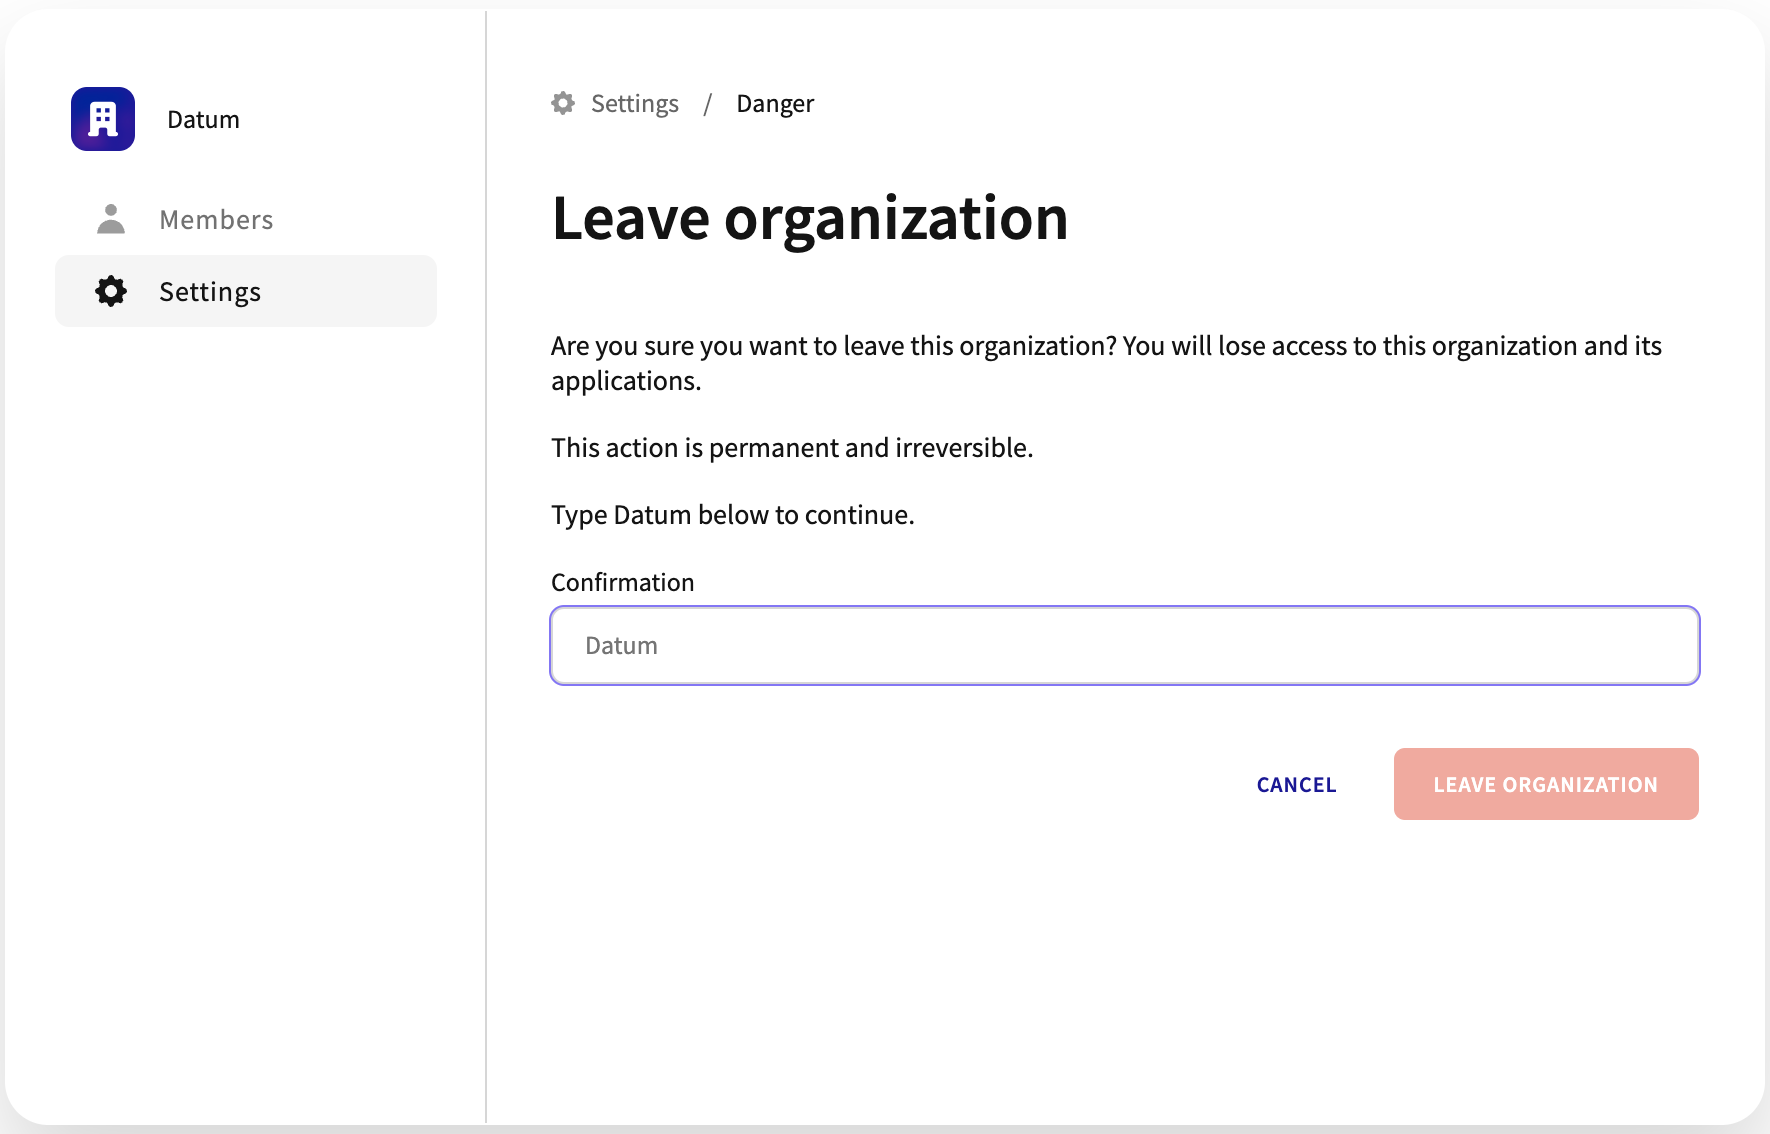 Datum
Members
Settings
Settings / Danger
Leave organization
Are you sure you want to leave this organization? You will lose access to this organization and its
applications.
This action is permanent and irreversible.
Type Datum below to continue.
Confirmation
Datum
CANCEL
LEAVE ORGANIZATION